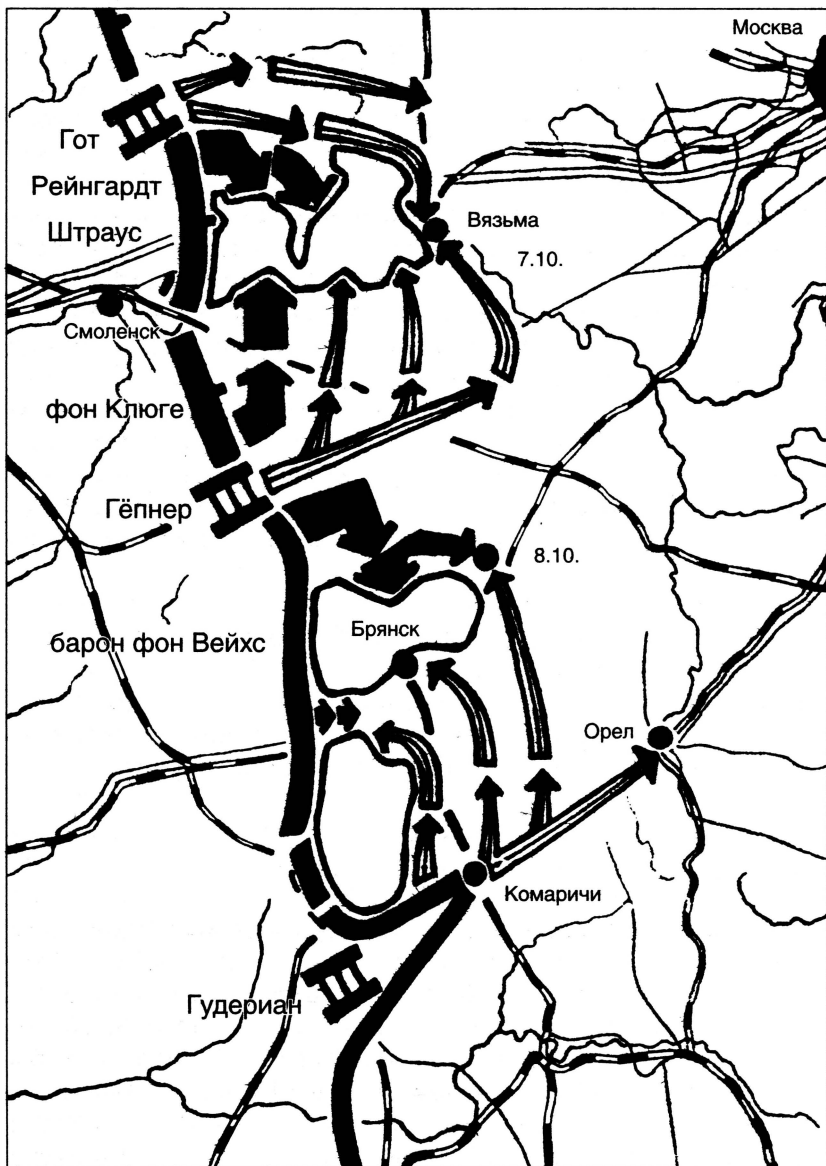 Москва
Гот
Рейнгардт
Штраус
Вязьма
7.10.
Смоленск
фон Клюге
Гёпнер
8.10.
Брянск
барон фон Вейхс
Орел
Комаричи
Гудериан